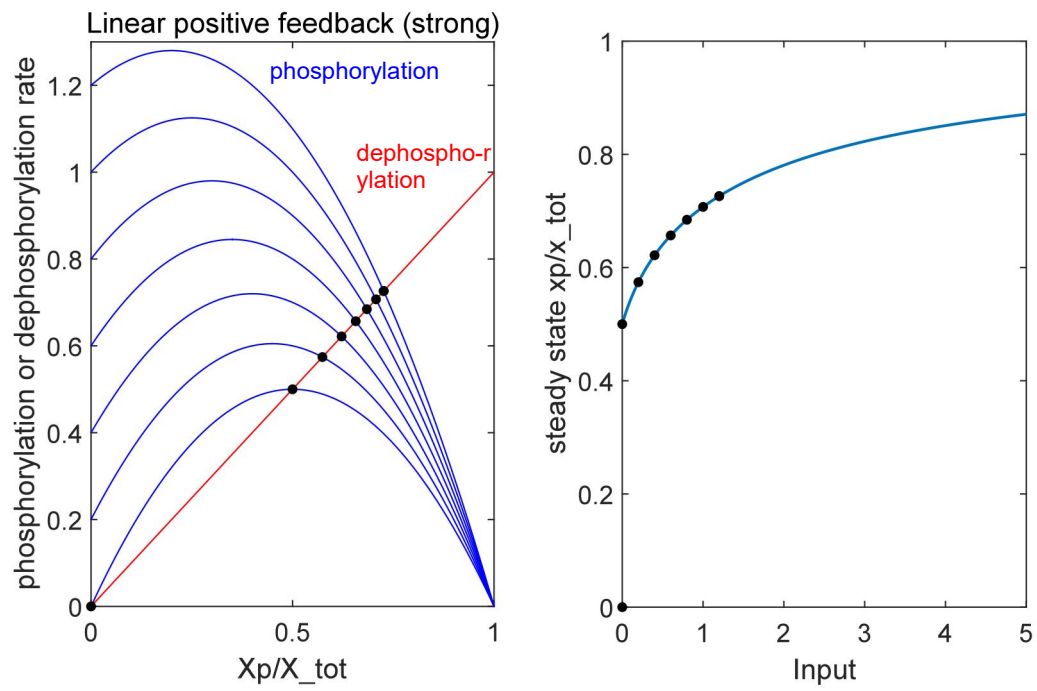 Linear positive feedback (strong)
phosphorylation or dephosphorylation rate
1.2
1
0.8
0.6
0.4
0.2
0
phosphorylation
dephospho-r
ylation
0
0.5
1
Xp/X_tot
steady state xp/x_tot
1
0.8
0.6
0.4
0.2
0
0
1
2
3
4
5
Input